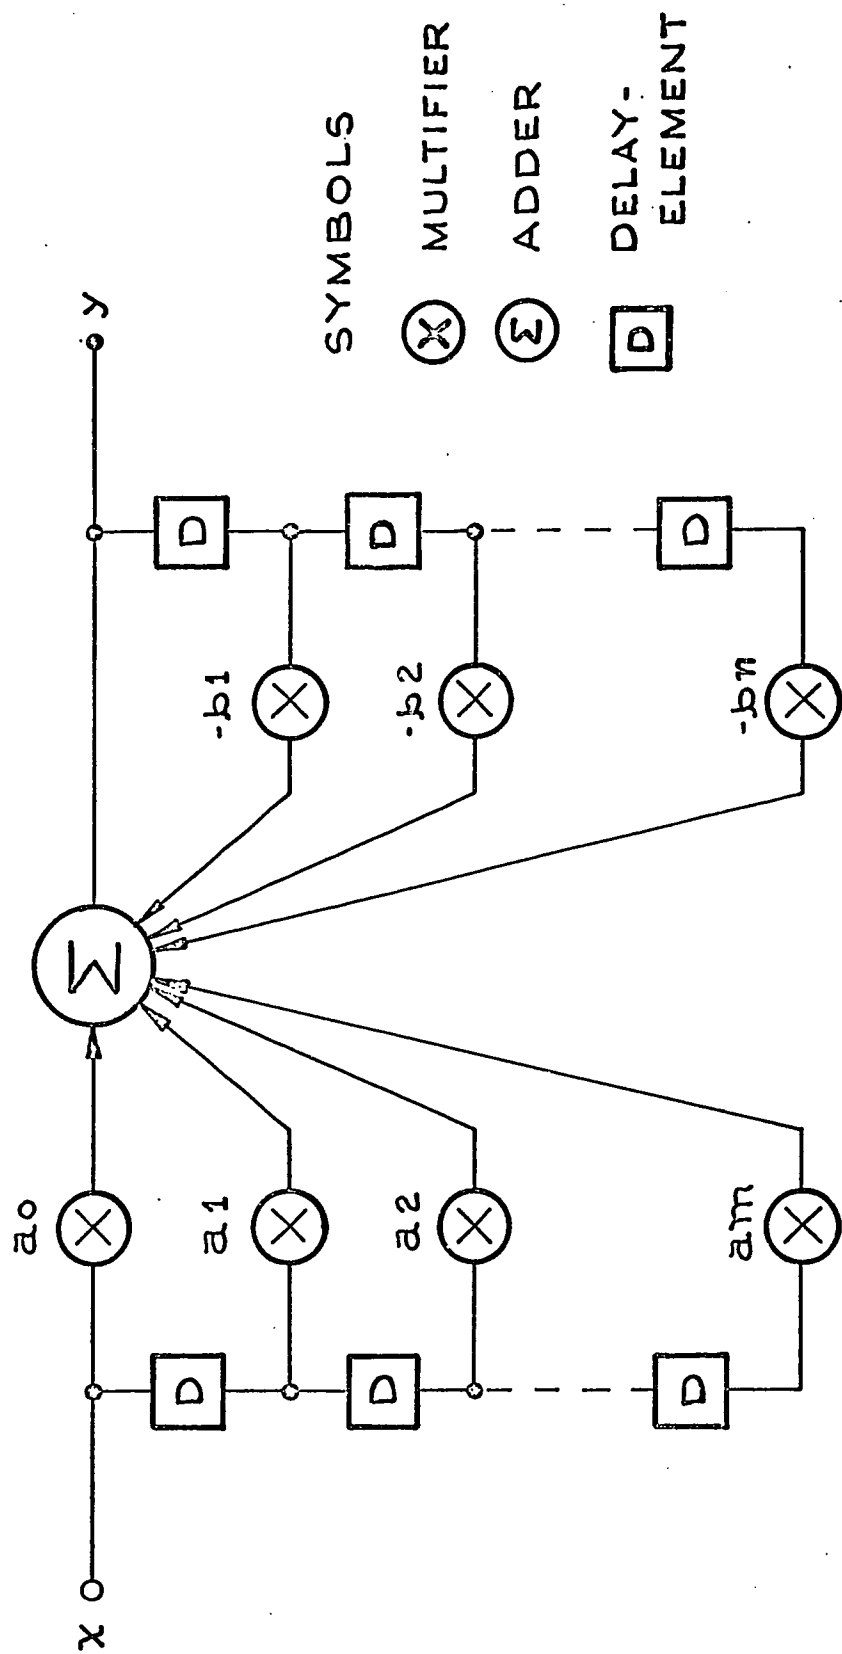 x
a0
a1
a2
am
D
D
D
Σ
-b1
-b2
-bn
D
D
D
y
SYMBOLS
X MULTIFIER
Σ ADDER
D DELAY-
ELEMENT